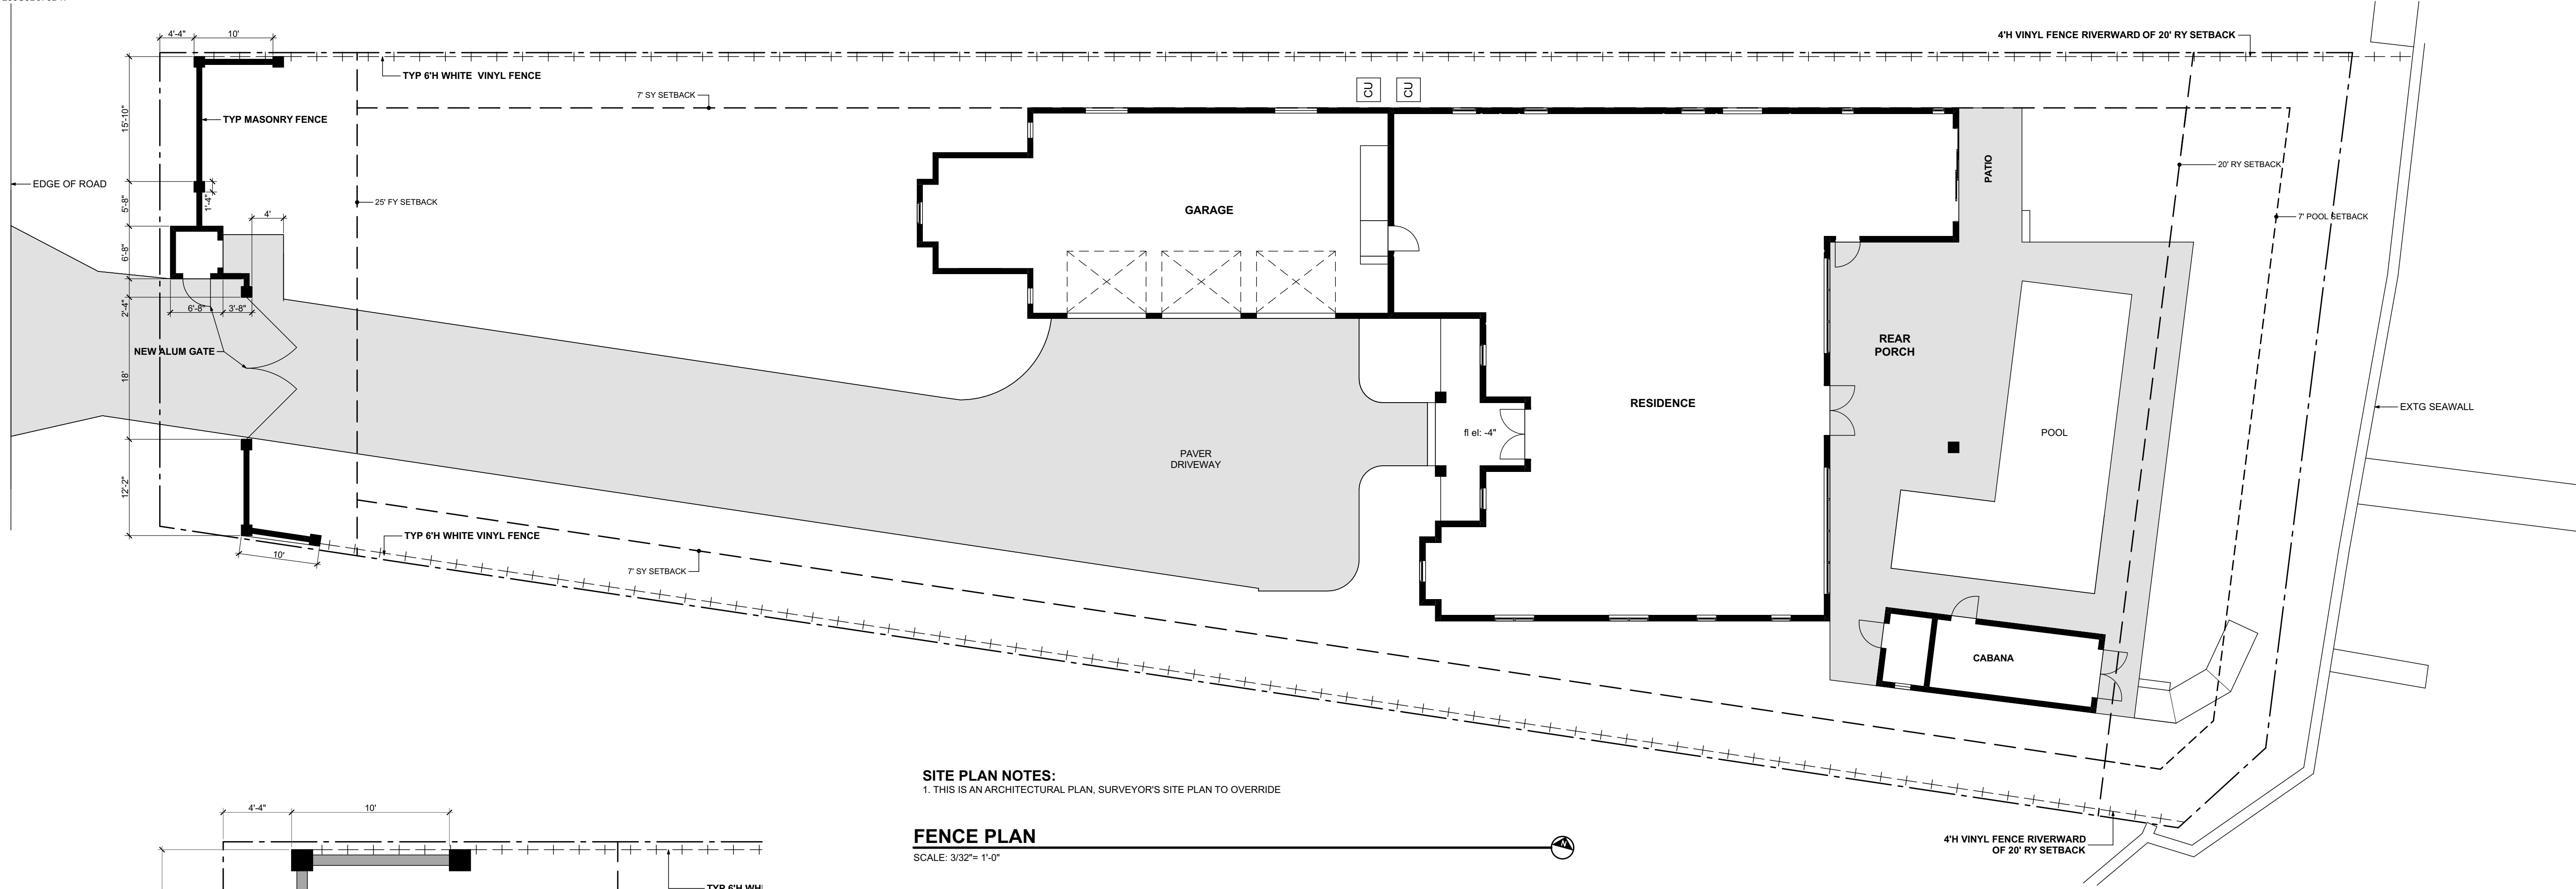 4'-4"
10'
4'H VINYL FENCE RIVERWARD OF 20' RY SETBACK
TYP 6'H WHITE VINYL FENCE
CU
CU
7' SY SETBACK
15'-10"
TYP MASONRY FENCE
PATIO
20' RY SETBACK
EDGE OF ROAD
5'-8"
1'-4"
25' FY SETBACK
4'
GARAGE
7' POOL SETBACK
6'-8"
2'-4"
6'-8"
3'-8"
NEW ALUM GATE
REAR
PORCH
18'
RESIDENCE
EXTG SEAWALL
fl el: -4"
POOL
PAVER
DRIVEWAY
12'-2"
TYP 6'H WHITE VINYL FENCE
10'
7' SY SETBACK
CABANA
SITE PLAN NOTES:
1. THIS IS AN ARCHITECTURAL PLAN, SURVEYOR'S SITE PLAN TO OVERRIDE
4'-4"
10'
FENCE PLAN
N
SCALE: 3/32"= 1'-0"
4'H VINYL FENCE RIVERWARD
OF 20' RY SETBACK
TYP 6'H WHI